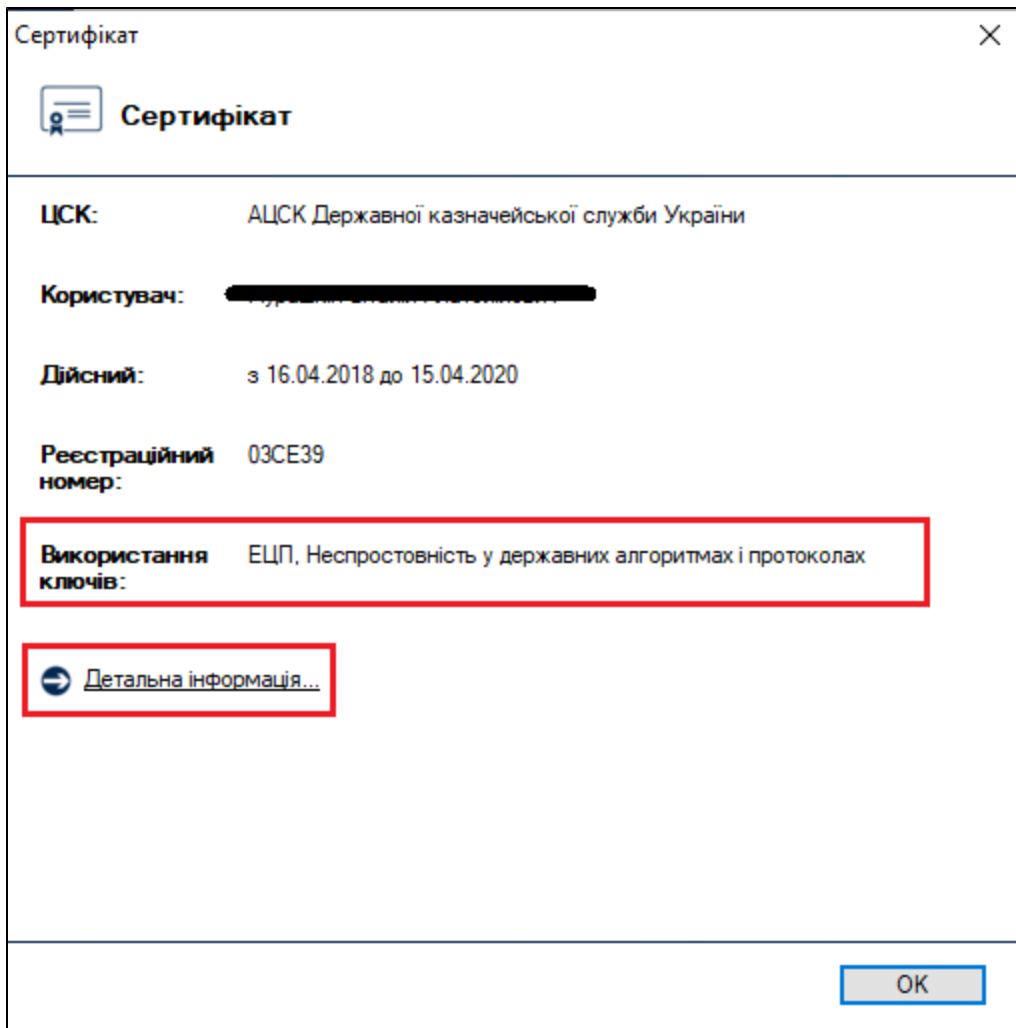 Сертифікат
Сертифікат
ЦСК: АЦСК Державної казначейської служби України
Користувач:
Дійсний: з 16.04.2018 до 15.04.2020
Реєстраційний 03CE39
номер:
Використання ЕЦП, Неспростовність у державних алгоритмах і протоколах
ключів:
Детальна інформація...
OK